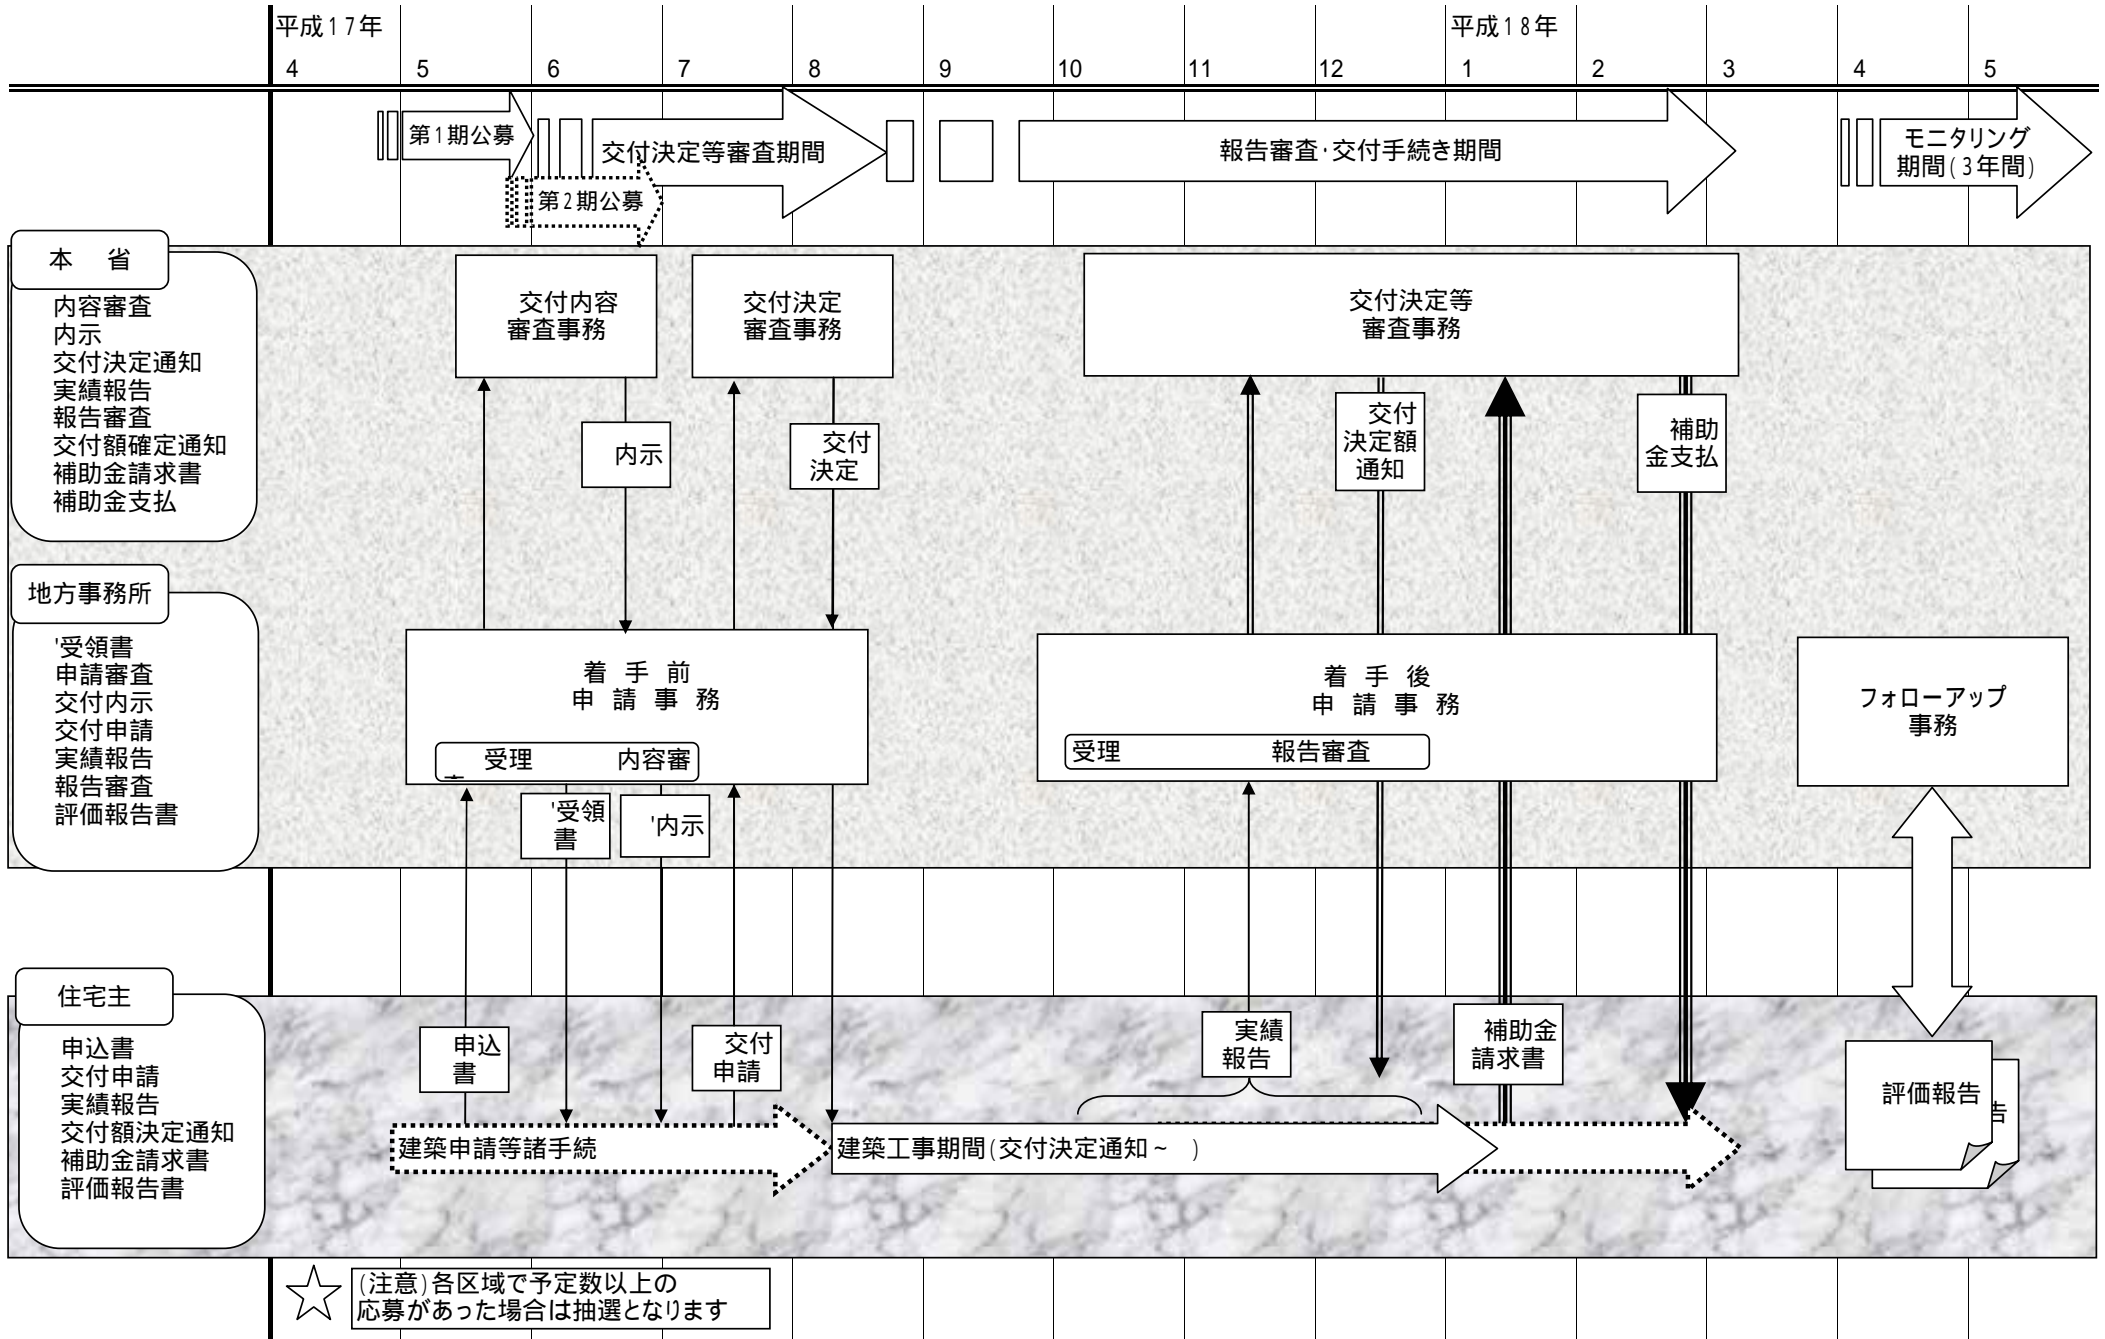 平成17年
平成18年
4 5 6 7 8 9 10 11 12 1 2 3 4 5
第1期公募
交付決定等審査期間
第2期公募
報告審査・交付手続き期間
モニタリング
期間(3年間)
本 省
内容審査
内示
交付決定通知
実績報告
報告審査
交付額確定通知
補助金請求書
補助金支払
交付内容
審査事務
交付決定
審査事務
交付決定等
審査事務
内示
交付
決定
交付
決定額
通知
補助
金支払
地方事務所
'受領書
申請審査
交付内示
交付申請
実績報告
報告審査
評価報告書
着 手 前
申 請 事 務
受理 内容審
着 手 後
申 請 事 務
受理 報告審査
フォローアップ
事務
'受領
書
'内示
住宅主
申込書
交付申請
実績報告
交付額決定通知
補助金請求書
評価報告書
申込
書
交付
申請
実績
報告
補助金
請求書
建築申請等諸手続
建築工事期間(交付決定通知~ )
評価報告
告
(注意)各区域で予定数以上の
応募があった場合は抽選となります